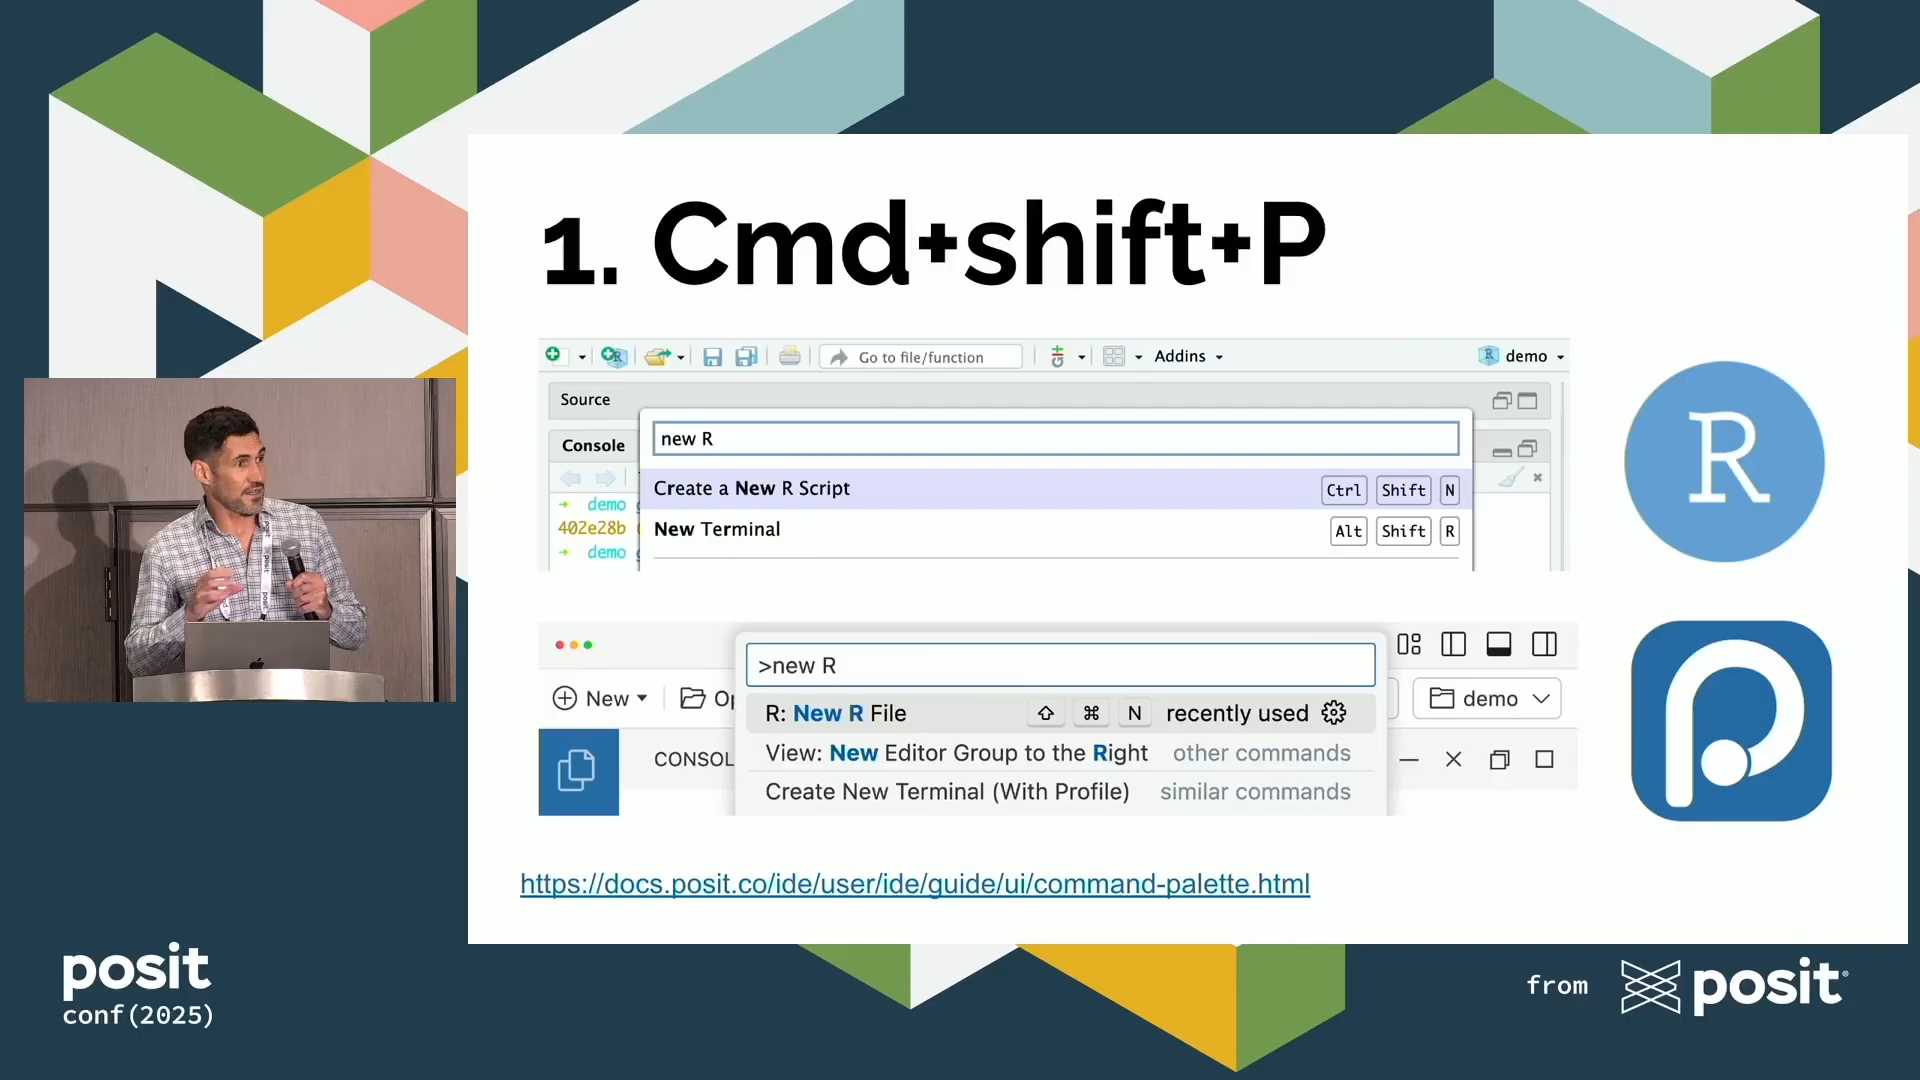 1. Cmd+shift+P
Go to file/function
Addins
demo
Source
new R
Console
Create a New R Script Ctrl Shift N
New Terminal Alt Shift R
demo
402e28b
demo
R
>new R
New
demo
R: New R File N recently used
CONSOL
View: New Editor Group to the Right other commands
Create New Terminal (With Profile) similar commands
https://docs.posit.co/ide/user/ide/guide/ui/command-palette.html
posit
conf(2025)
from posit